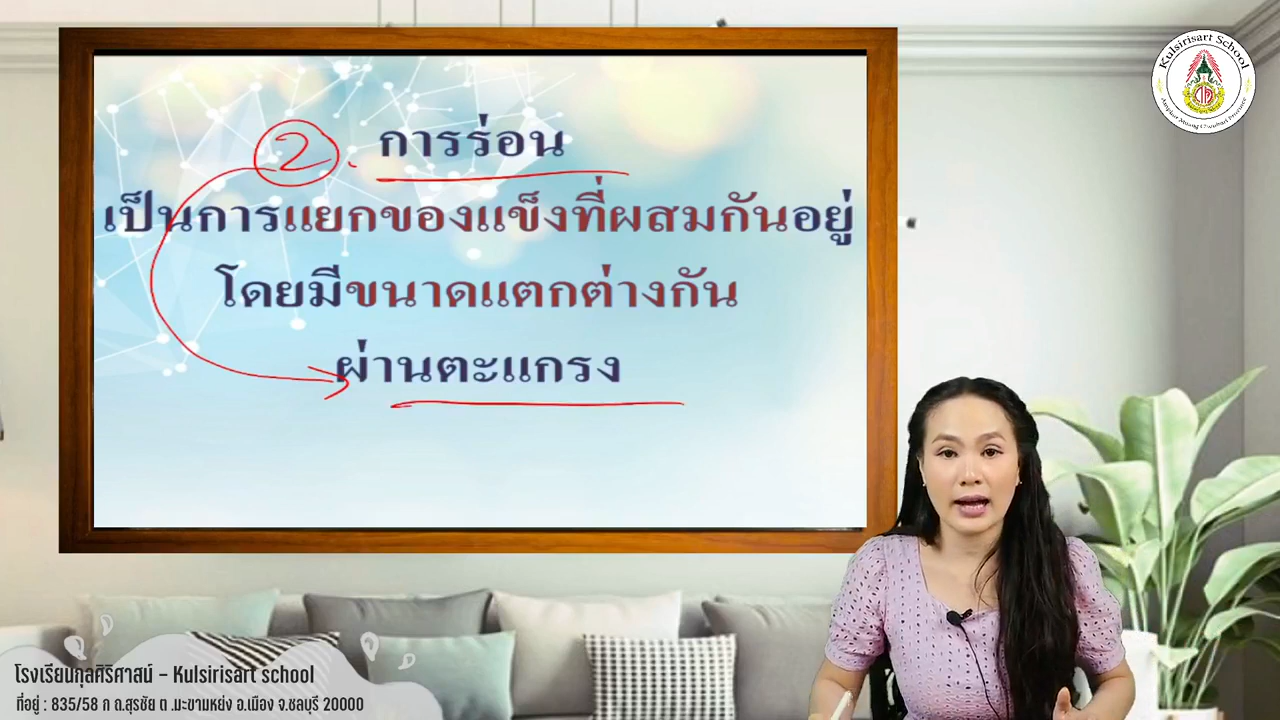 Kulsirisart School
2. การร่อน
เป็นการแยกของแข็งที่ผสมกันอยู่
โดยมีขนาดแตกต่างกัน
ผ่านตะแกรง
โรงเรียนกุลศิริศาสน์ - Kulsirisart school
ที่อยู่ : 835/58 ก ถ.สุรชัย ต .มะขามหย่ง อ.เมือง จ.ชลบุรี 20000